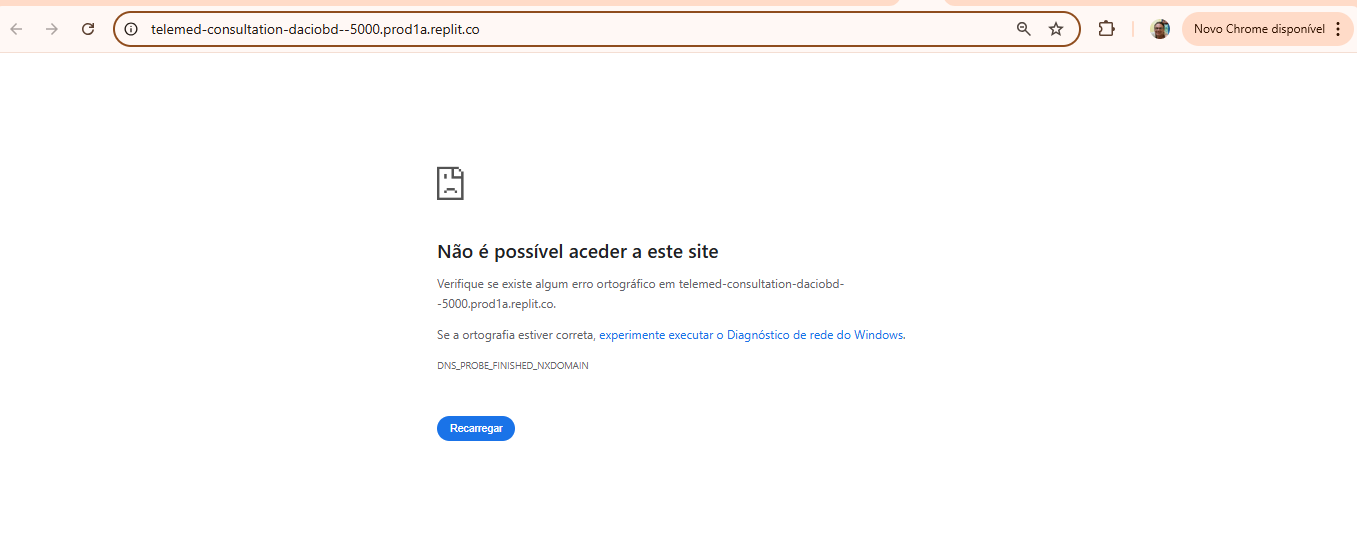 telemed-consultation-daciobd--5000.prod1a.replit.co
Novo Chrome disponível
Não é possível aceder a este site
Verifique se existe algum erro ortográfico em telemed-consultation-daciobd-
-5000.prod1a.replit.co.
Se a ortografia estiver correta, experimente executar o Diagnóstico de rede do Windows.
DNS_PROBE_FINISHED_NXDOMAIN
Recarregar